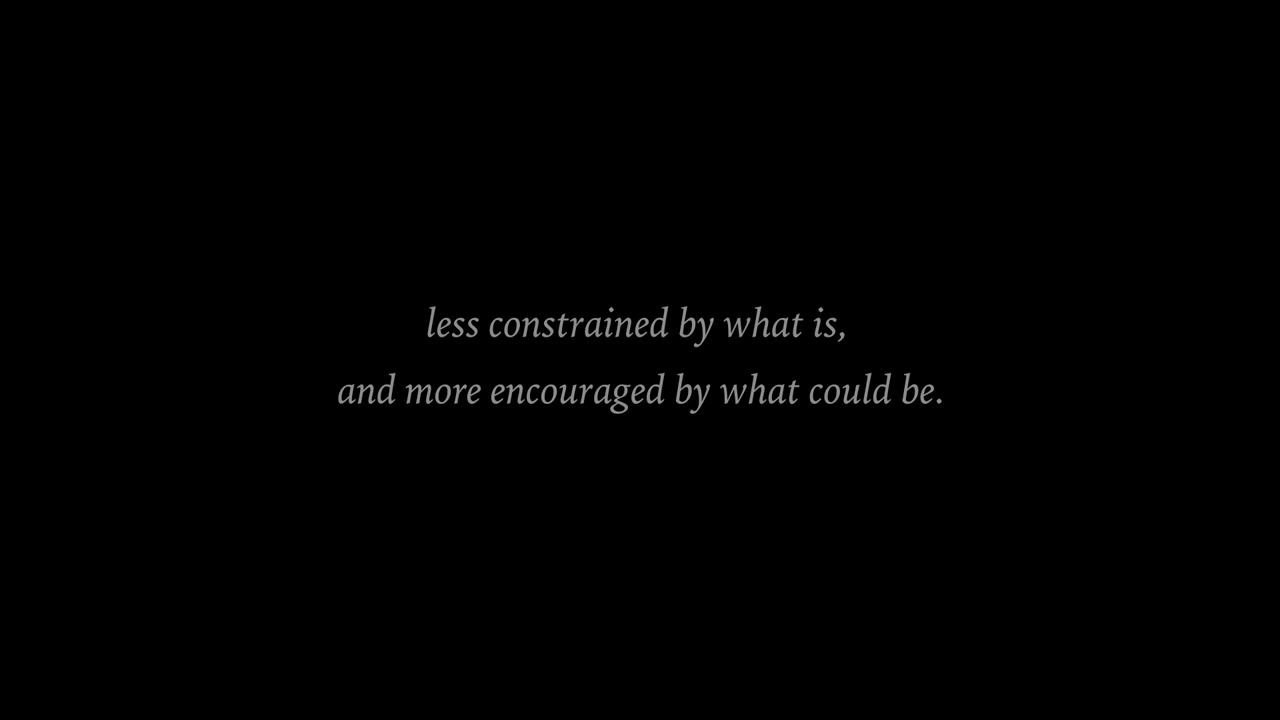 less constrained by what is,
and more encouraged by what could be.